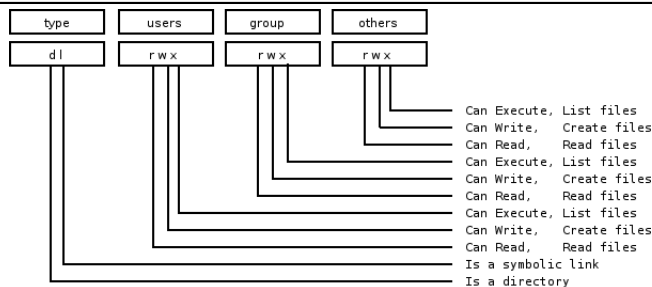 type users group others
d l r w x r w x r w x
Can Execute, List files
Can Write, Create files
Can Read, Read files
Can Execute, List files
Can Write, Create files
Can Read, Read files
Can Execute, List files
Can Write, Create files
Can Read, Read files
Is a symbolic link
Is a directory